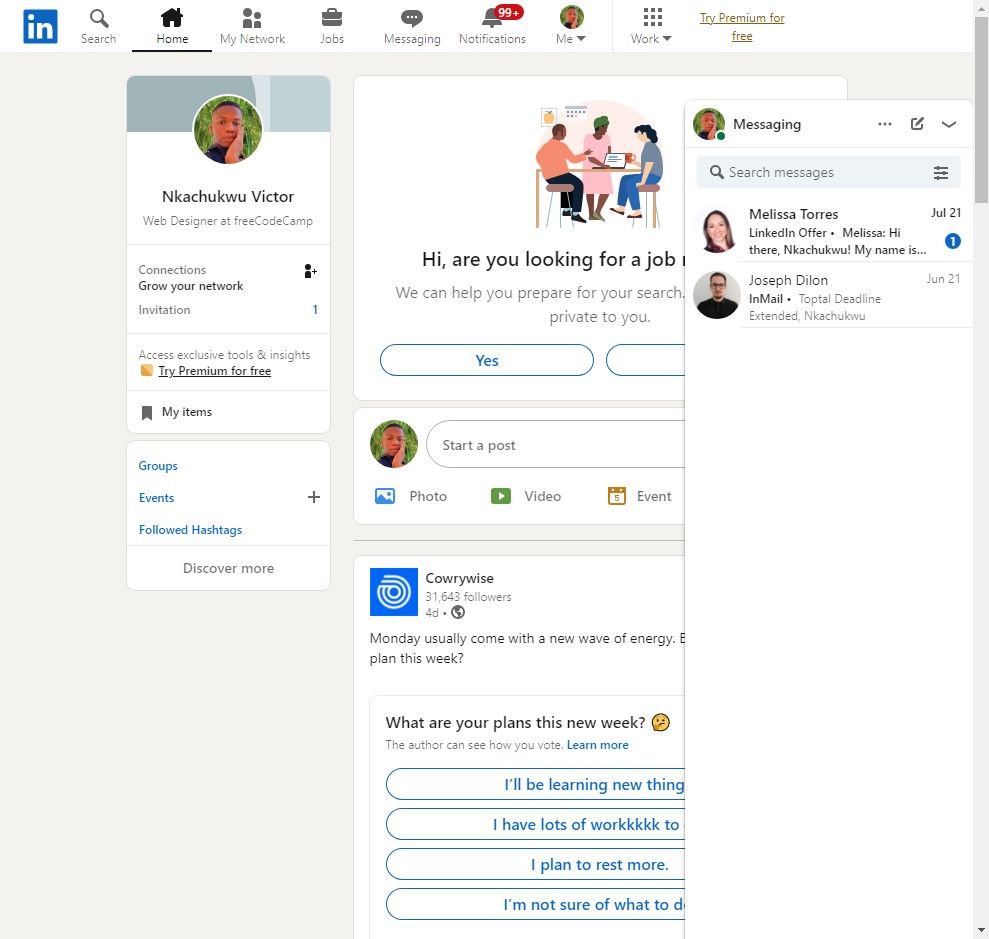 in
Search
Home
My Network
Jobs
Messaging
99+
Notifications
Me
Work
Try Premium for
free
Nkachukwu Victor
Web Designer at freeCodeCamp
Connections
Grow your network
Invitation 1
Access exclusive tools & insights
Try Premium for free
My items
Groups
Events
Followed Hashtags
Discover more
Hi, are you looking for a job
We can help you prepare for your search.
private to you.
Yes
Start a post
Photo
Video
5
Event
Cowrywise
31,643 followers
4d •
Monday usually come with a new wave of energy.
plan this week?
What are your plans this new week?
The author can see how you vote. Learn more
I'll be learning new thing
I have lots of workkkkk to
I plan to rest more.
I'm not sure of what to d
Messaging
Search messages
Melissa Torres Jul 21
LinkedIn Offer • Melissa: Hi
there, Nkachukwu! My name is...
1
Joseph Dilon Jun 21
InMail • Toptal Deadline
Extended, Nkachukwu